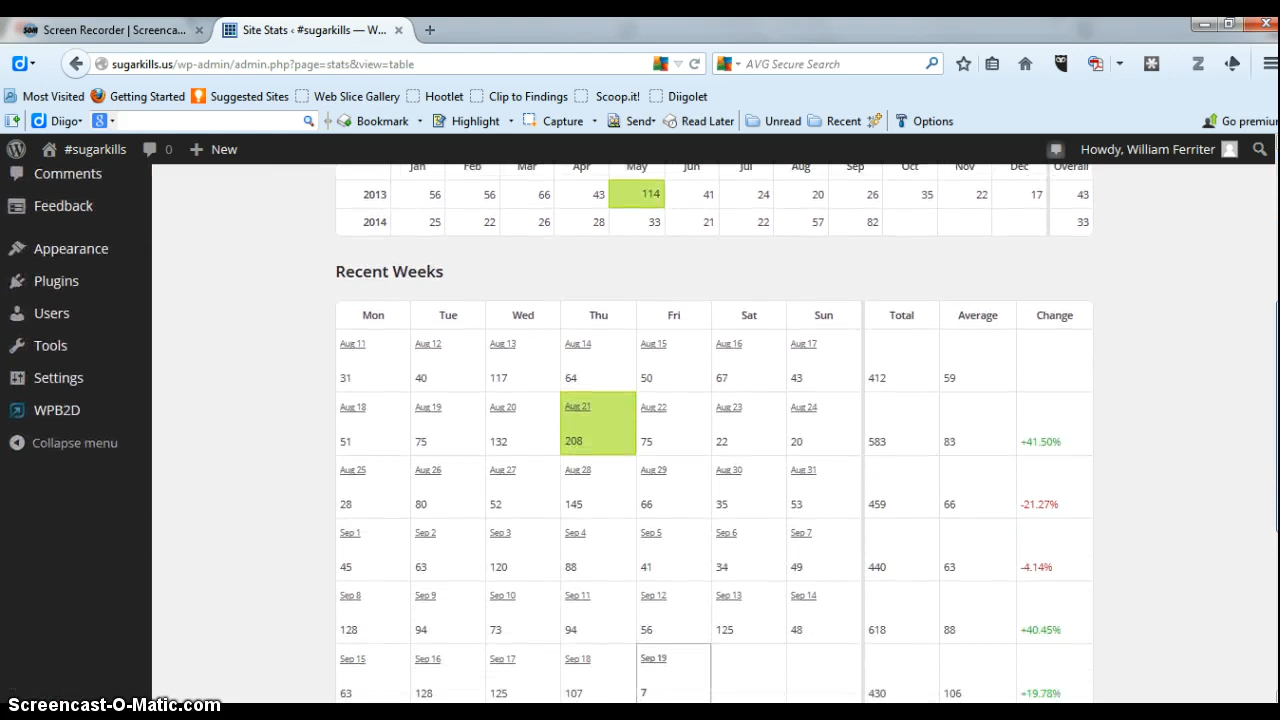 Screen Recorder | Screenca...
Site Stats ‹ #sugarkills — W...
sugarkills.us/wp-admin/admin.php?page=stats&view=table
AVG Secure Search
Most Visited Getting Started Suggested Sites Web Slice Gallery Hootlet Clip to Findings Scoop.it! Diigolet
Diigo Bookmark Highlight Capture Send Read Later Unread Recent Options Go premiu
#sugarkills 0 New Howdy, William Ferriter
Comments
Feedback
Appearance
Plugins
Users
Tools
Settings
WPB2D
Collapse menu
Jan Feb Mar Apr May Jun Jul Aug Sep Oct Nov Dec Overall
2013 56 56 66 43 114 41 24 20 26 35 22 17 43
2014 25 22 26 28 33 21 22 57 82 33
Recent Weeks
Mon Tue Wed Thu Fri Sat Sun Total Average Change
Aug 11 Aug 12 Aug 13 Aug 14 Aug 15 Aug 16 Aug 17
31 40 117 64 50 67 43 412 59
Aug 18 Aug 19 Aug 20 Aug 21 Aug 22 Aug 23 Aug 24
51 75 132 208 75 22 20 583 83 +41.50%
Aug 25 Aug 26 Aug 27 Aug 28 Aug 29 Aug 30 Aug 31
28 80 52 145 66 35 53 459 66 -21.27%
Sep 1 Sep 2 Sep 3 Sep 4 Sep 5 Sep 6 Sep 7
45 63 120 88 41 34 49 440 63 -4.14%
Sep 8 Sep 9 Sep 10 Sep 11 Sep 12 Sep 13 Sep 14
128 94 73 94 56 125 48 618 88 +40.45%
Sep 15 Sep 16 Sep 17 Sep 18 Sep 19
63 128 125 107 7 430 106 +19.78%
Screencast-O-Matic.com